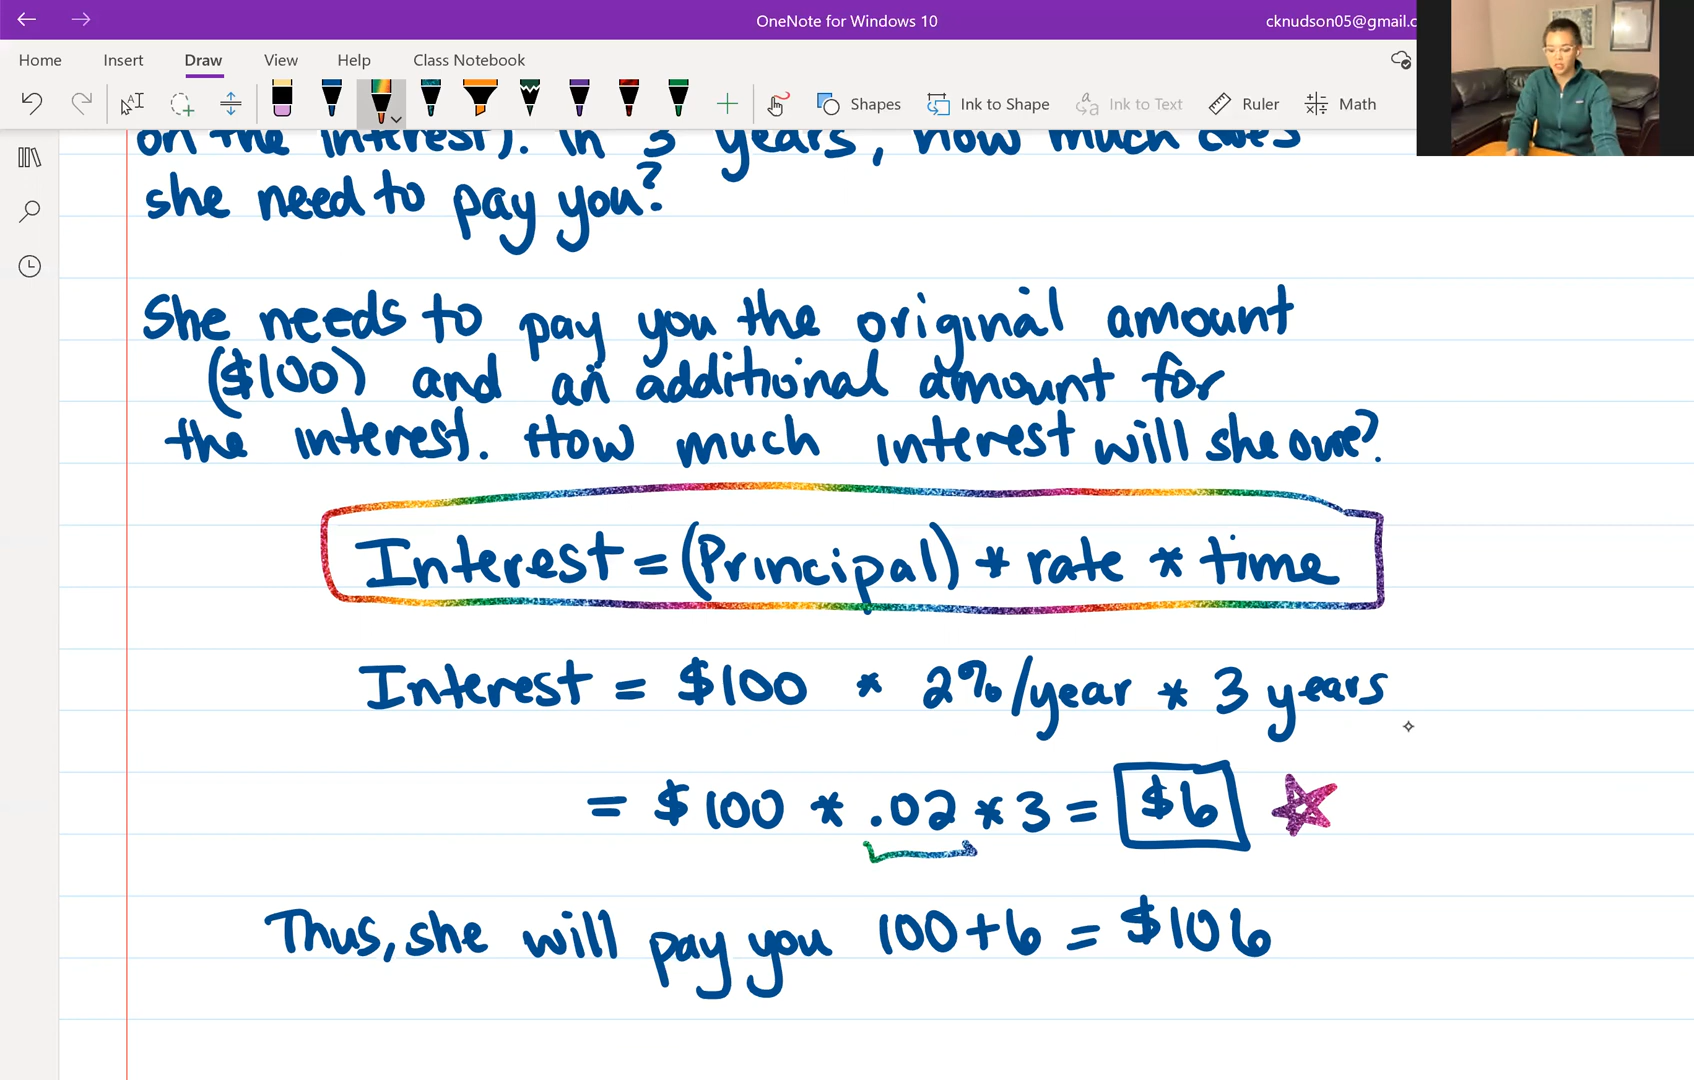 OneNote for Windows 10
cknudson05@gmail.c
Home Insert Draw View Help Class Notebook
Shapes Ink to Shape Ink to Text Ruler Math
on the interest). In 3 years, how much does
she need to pay you?
She needs to pay you the original amount
($100) and an additional amount for
the interest. How much interest will she owe?
Interest = (Principal) * rate * time
Interest = $100 * 2%/year * 3 years
= $100 * .02 * 3 = $6
Thus, she will pay you 100+6 = $106